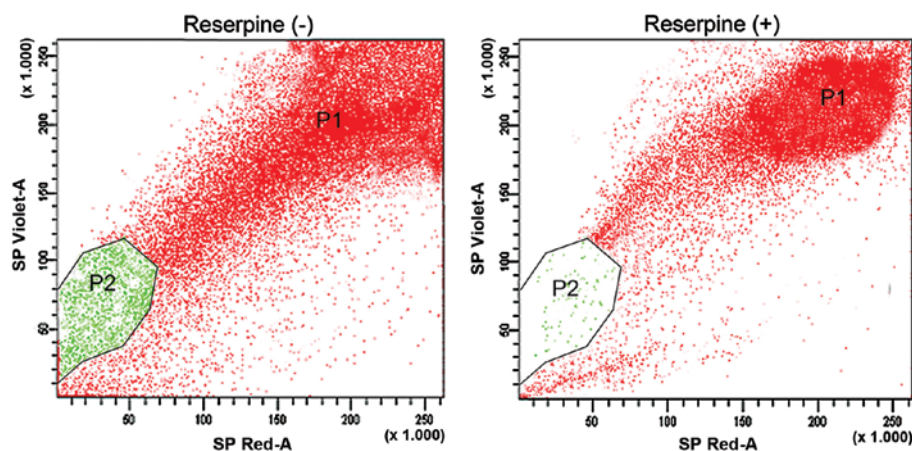 Reserpine (-)
(x 1.000)
250
200
150
100
50
SP Violet-A
P1
P2
50 100 150 200 250
(x 1.000)
SP Red-A
Reserpine (+)
(x 1.000)
250
200
150
100
50
SP Violet-A
P1
P2
50 100 150 200 250
(x 1.000)
SP Red-A